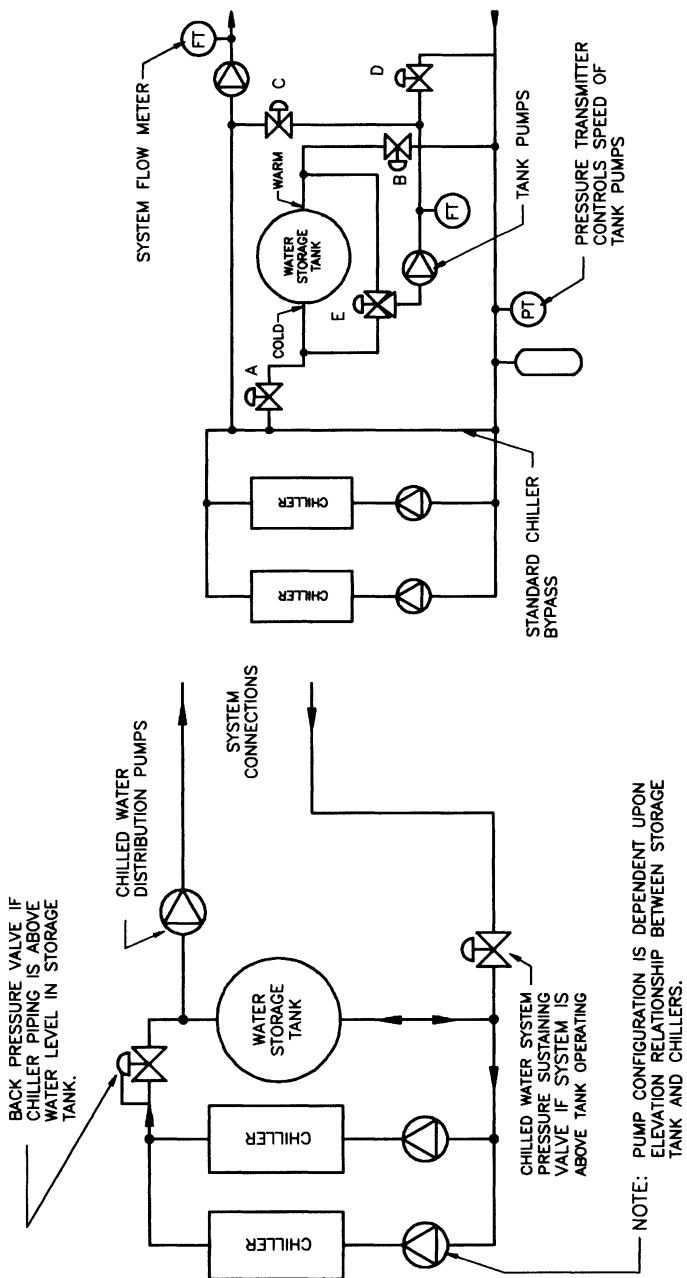 BACK PRESSURE VALVE IF
CHILLER PIPING IS ABOVE
WATER LEVEL IN STORAGE
TANK.
CHILLED WATER
DISTRIBUTION PUMPS
WATER
STORAGE
TANK
CHILLER
CHILLER
SYSTEM
CONNECTIONS
CHILLED WATER SYSTEM
PRESSURE SUSTAINING
VALVE IF SYSTEM IS
ABOVE TANK OPERATING
NOTE: PUMP CONFIGURATION IS DEPENDENT UPON
ELEVATION RELATIONSHIP BETWEEN STORAGE
TANK AND CHILLERS.
SYSTEM FLOW METER
FT
C
D
WARM
WATER
STORAGE
TANK
COLD
A
B
E
FT
TANK PUMPS
CHILLER
CHILLER
PT
PRESSURE TRANSMITTER
CONTROLS SPEED OF
TANK PUMPS
STANDARD CHILLER
BYPASS